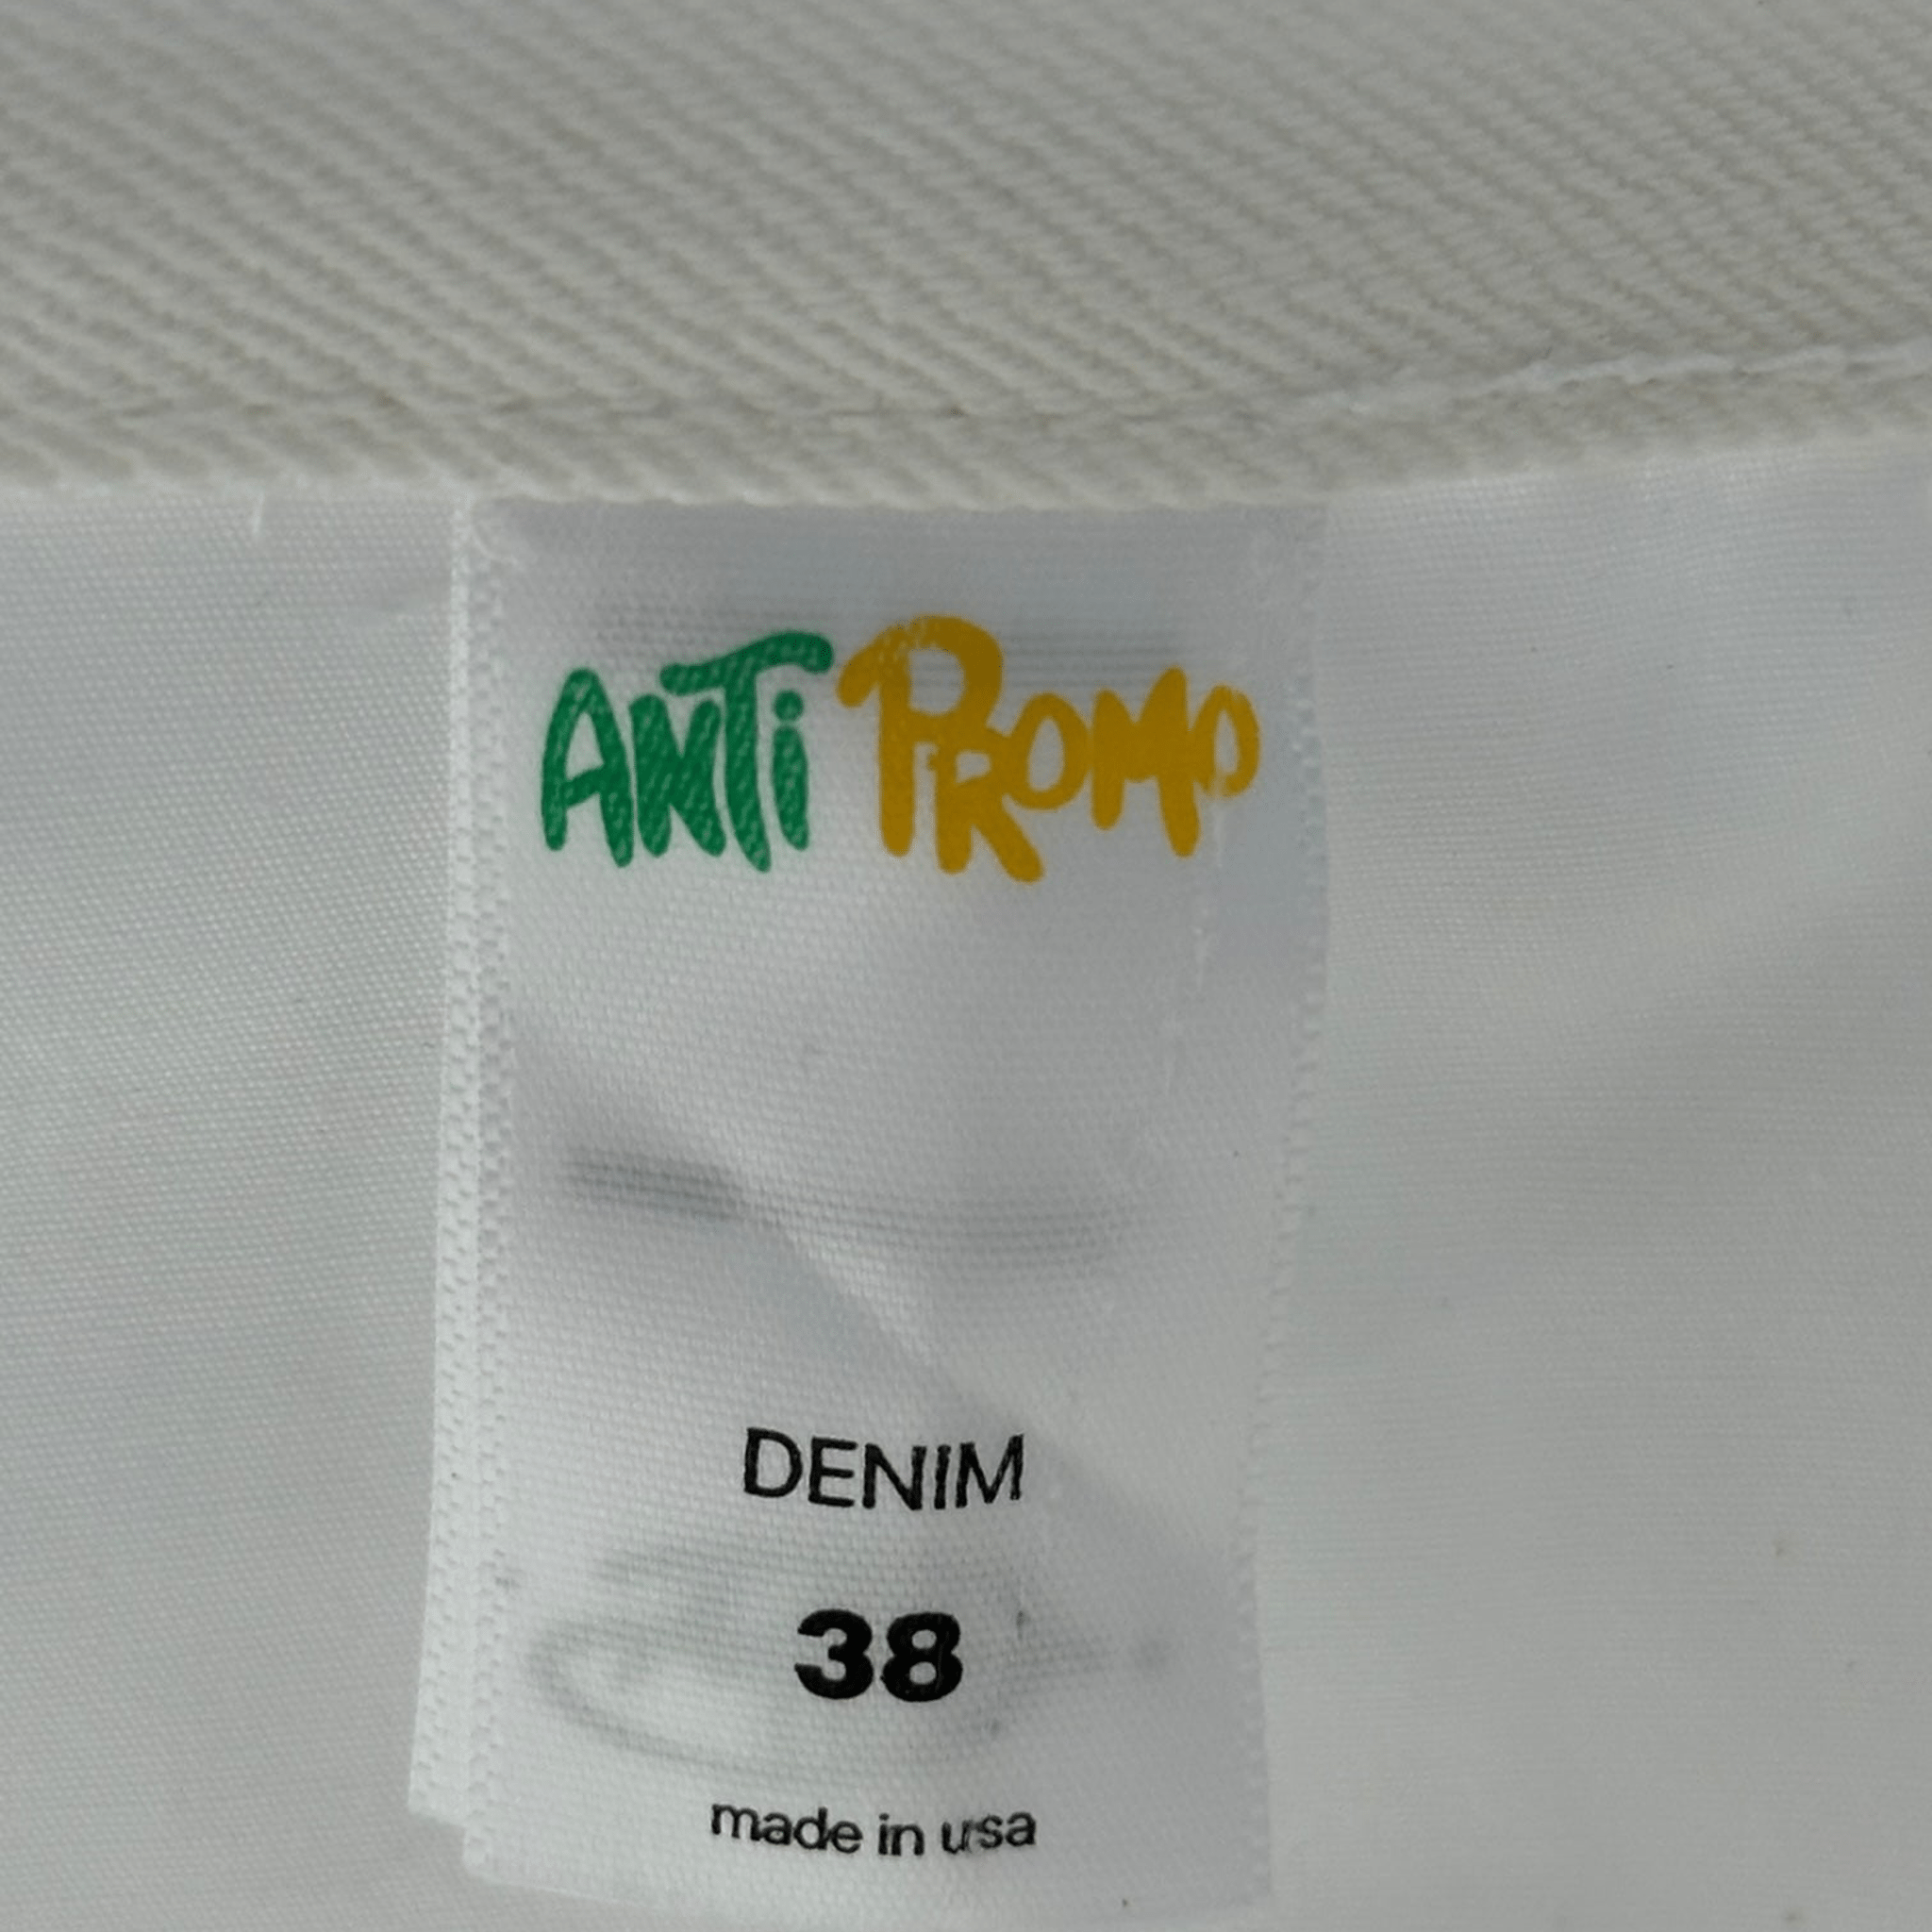 ANTi PROMO
DENIM
38
made in usa